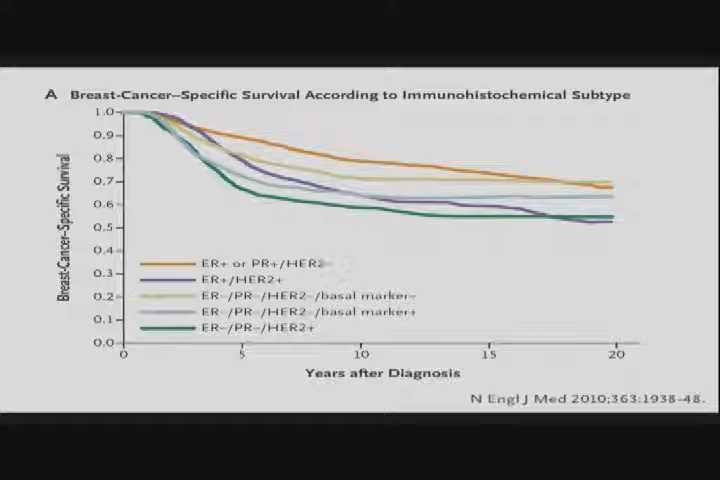 A Breast-Cancer–Specific Survival According to Immunohistochemical Subtype
1.0
0.9
0.8
0.7
0.6
0.5
0.4
0.3
0.2
0.1
0.0
Breast-Cancer–Specific Survival
ER+ or PR+/HER2–
ER+/HER2+
ER–/PR–/HER2–/basal marker–
ER–/PR–/HER2–/basal marker+
ER–/PR–/HER2+
0 5 10 15 20
Years after Diagnosis
N Engl J Med 2010;363:1938-48.